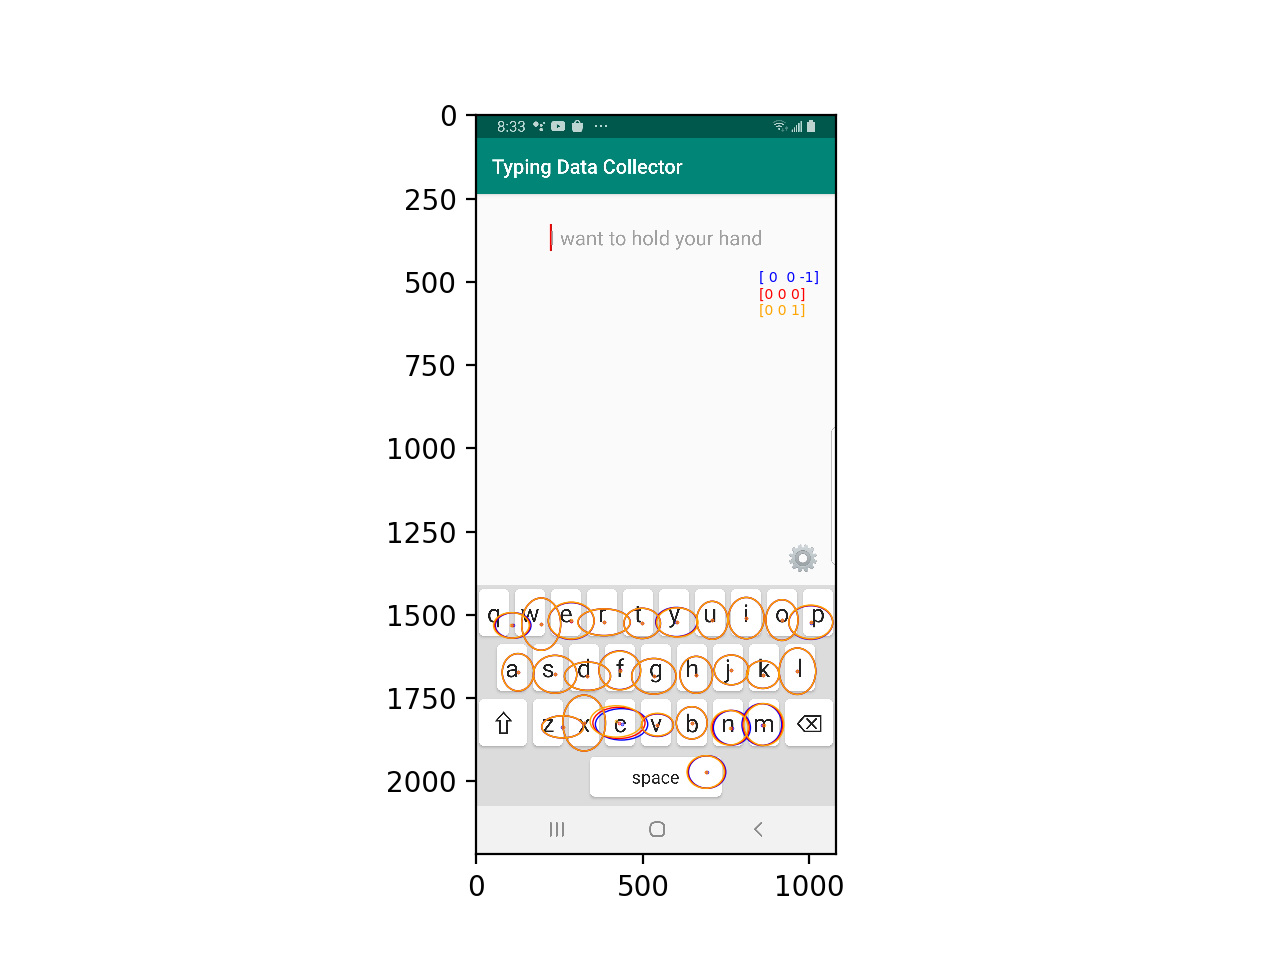 0
8:33
Typing Data Collector
250
want to hold your hand
[ 0 0 -1]
500
[0 0 0]
[0 0 1]
750
1000
1250
1500
q w e r t y u i o p
a s d f g h j k l
1750
z x c v b n m
space
2000
0 500 1000